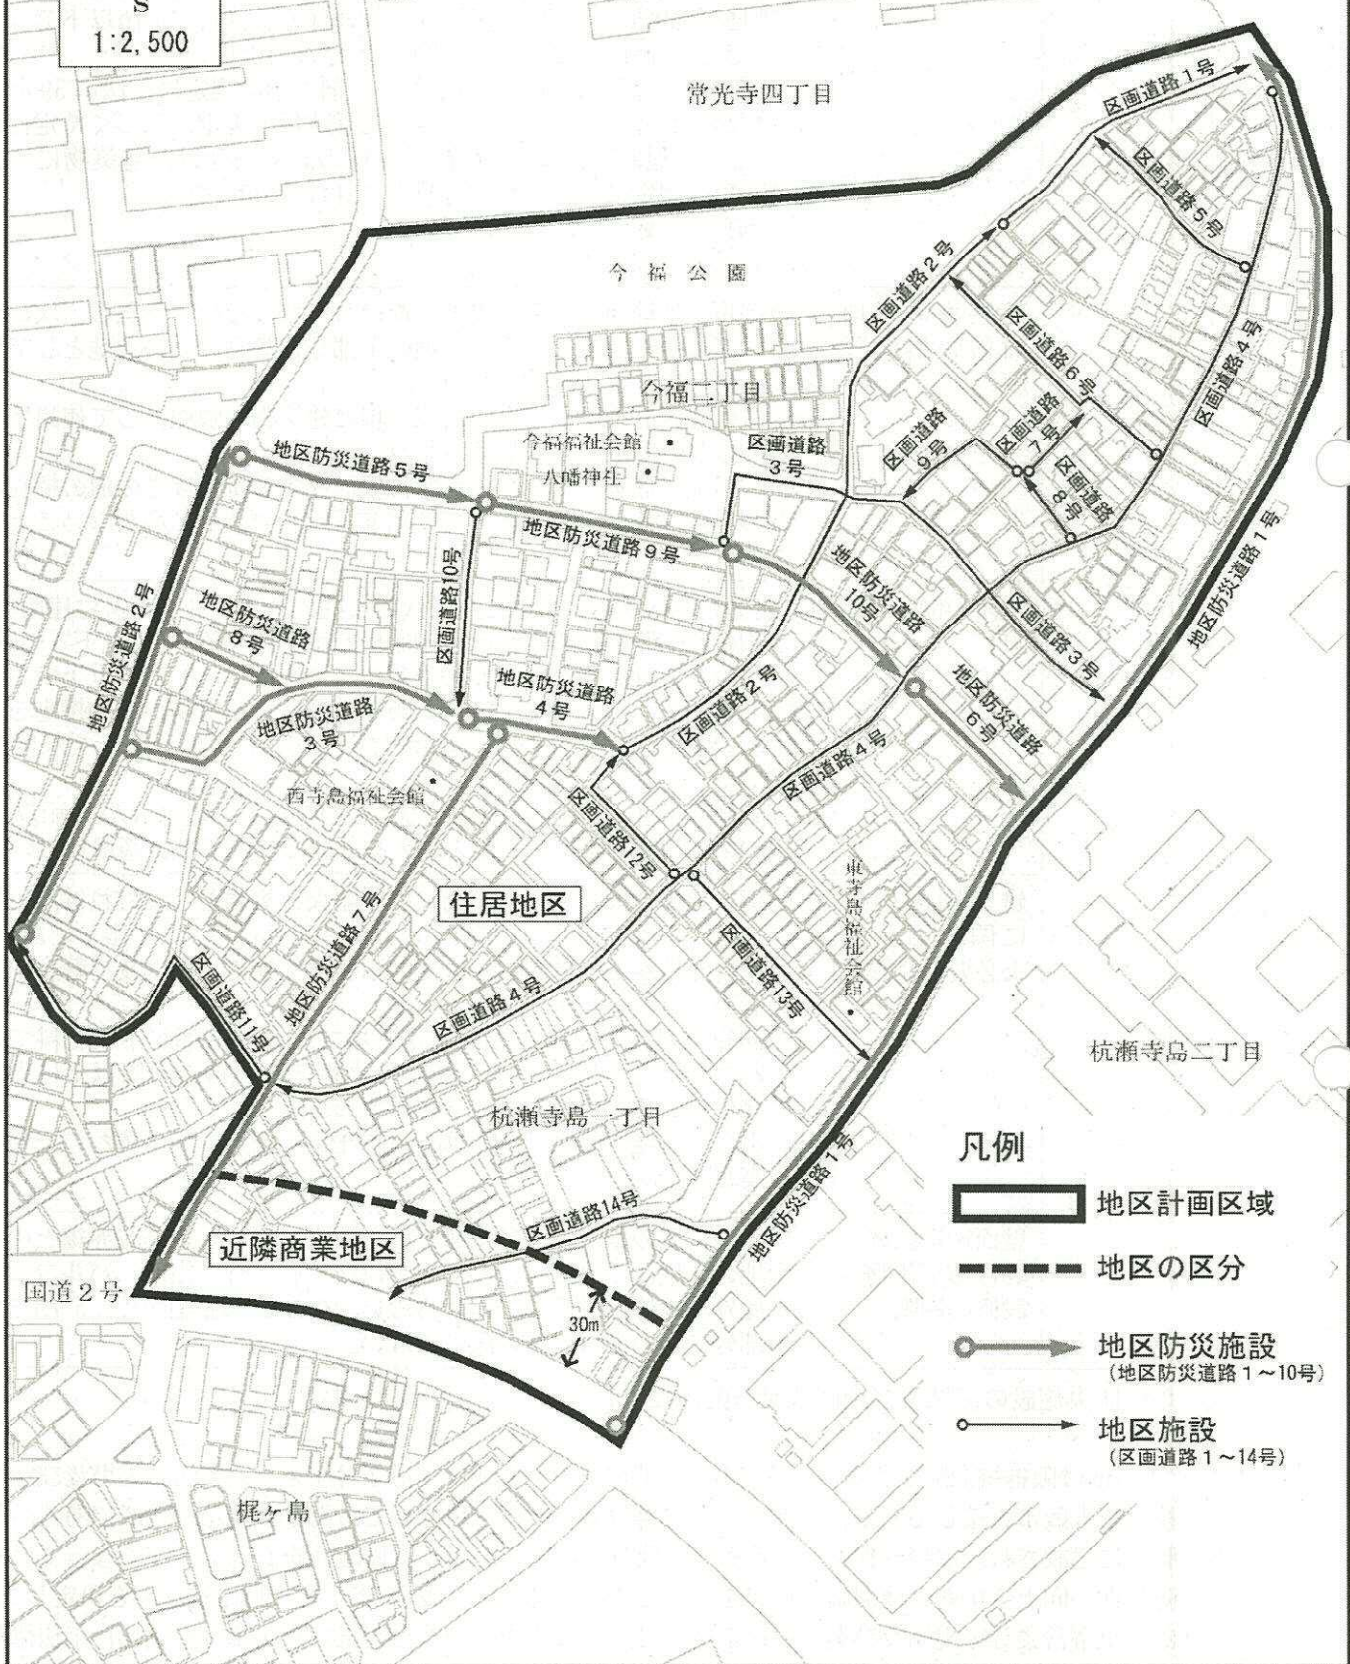 S
1:2,500
常光寺四丁目
区画道路1号
区画道路5号
今福公園
区画道路2号
区画道路6号
区画道路4号
今福二丁目
今福福祉会館
八幡神社
区画道路
3号
区画道路
9号
区画道路
7号
区画道路
8号
地区防災道路5号
地区防災道路9号
地区防災道路
10号
地区防災道路1号
区画道路10号
地区防災道路2号
地区防災道路
8号
地区防災道路
3号
地区防災道路
4号
区画道路2号
区画道路3号
地区防災道路
6号
区画道路4号
西寺島福祉会館
区画道路12号
住居地区
東寺島福祉会館
地区防災道路7号
区画道路11号
区画道路4号
区画道路13号
杭瀬寺島二丁目
杭瀬寺島一丁目
地区防災道路1号
区画道路14号
近隣商業地区
国道2号
30m
梶ヶ島
凡例
地区計画区域
地区の区分
地区防災施設
(地区防災道路1～10号)
地区施設
(区画道路1～14号)